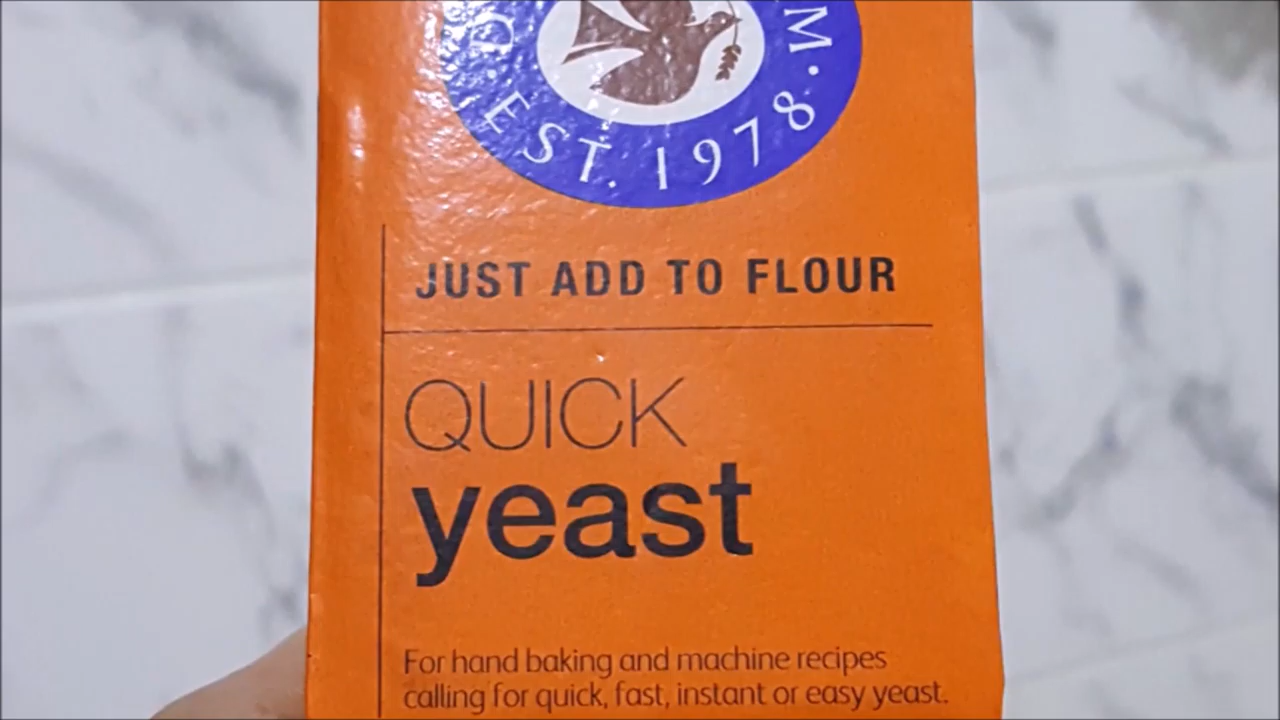 EST. 1978
JUST ADD TO FLOUR
QUICK
yeast
For hand baking and machine recipes
calling for quick, fast, instant or easy yeast.